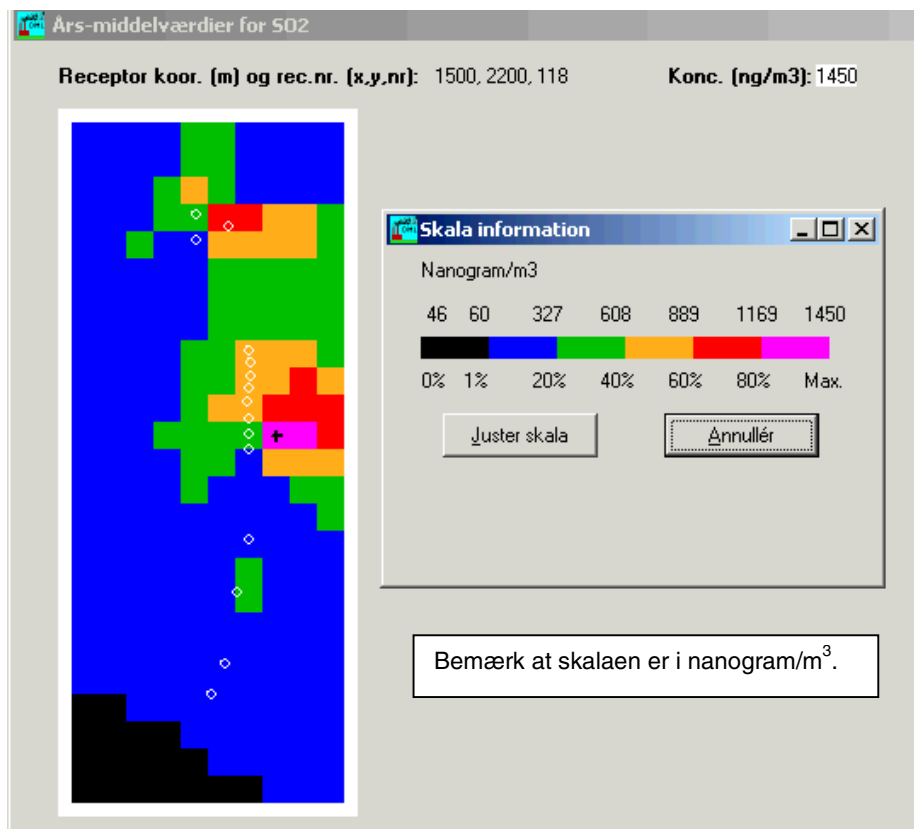 Års-middelværdier for SO2
Receptor koor. (m) og rec.nr. (x,y,nr): 1500, 2200, 118 Konc. (ng/m3): 1450
Skala information
Nanogram/m3
46 60 327 608 889 1169 1450
0% 1% 20% 40% 60% 80% Max.
Juster skala Annullér
Bemærk at skalaen er i nanogram/m³.